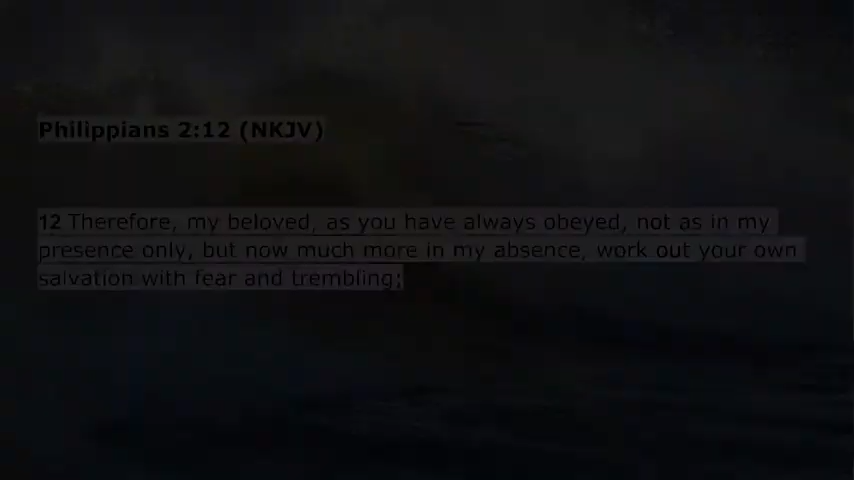 Philippians 2:12 (NKJV)
12 Therefore, my beloved, as you have always obeyed, not as in my
presence only, but now much more in my absence, work out your own
salvation with fear and trembling;